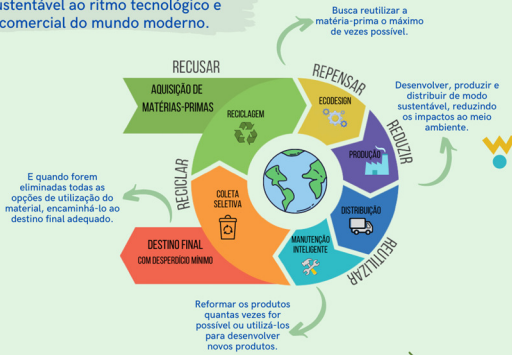 sustentável ao ritmo tecnológico e
comercial do mundo moderno.
Busca reutilizar a
matéria-prima o máximo
de vezes possível.
RECUSAR
REPENSAR
AQUISIÇÃO DE
MATÉRIAS-PRIMAS
RECICLAGEM
ECODESIGN
Desenvolver, produzir e
distribuir de modo
sustentável, reduzindo
os impactos ao meio
ambiente.
REDUZIR
PRODUÇÃO
RECICLAR
E quando forem
eliminadas todas as
opções de utilização do
material, encaminhá-lo ao
destino final adequado.
COLETA
SELETIVA
DISTRIBUIÇÃO
DESTINO FINAL
COM DESPERDÍCIO MÍNIMO
MANUTENÇÃO
INTELIGENTE
REUTILIZAR
Reformar os produtos
quantas vezes for
possível ou utilizá-los
para desenvolver
novos produtos.